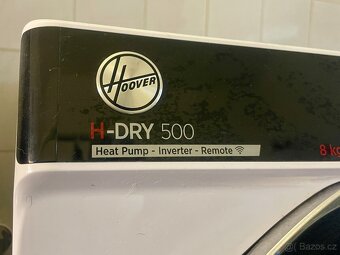 HOOVER
H-DRY 500
Heat Pump - Inverter - Remote
8 kg
Bazos.cz